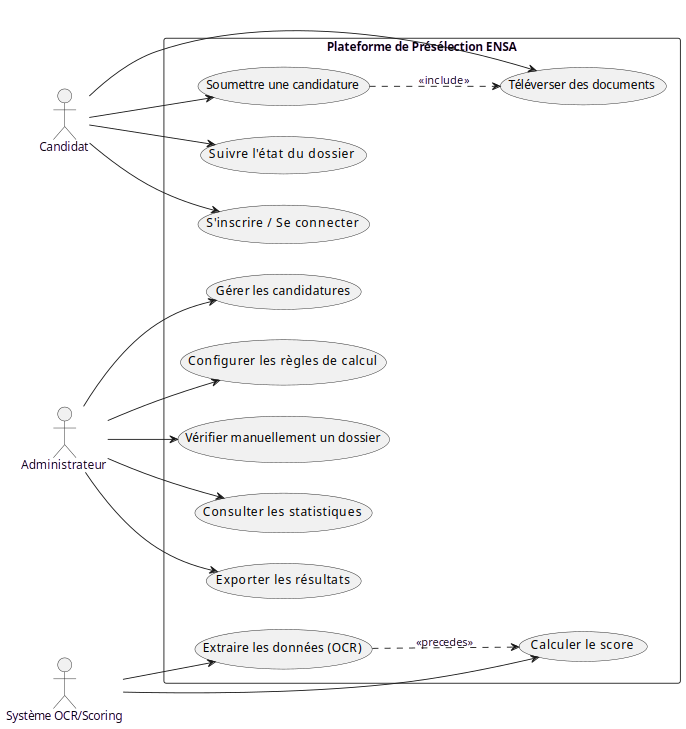 Plateforme de Présélection ENSA
Soumettre une candidature
«include»
Téléverser des documents
Candidat
Suivre l'état du dossier
S'inscrire / Se connecter
Gérer les candidatures
Configurer les règles de calcul
Vérifier manuellement un dossier
Administrateur
Consulter les statistiques
Exporter les résultats
Extraire les données (OCR)
«precedes»
Calculer le score
Système OCR/Scoring